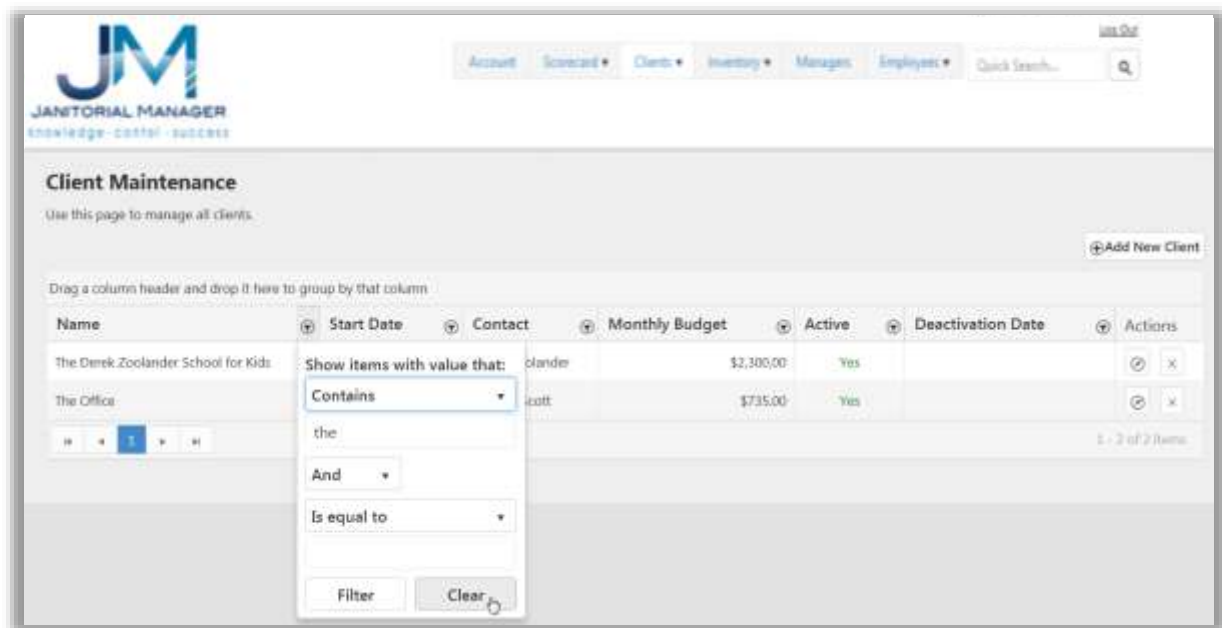 JM
JANITORIAL MANAGER
knowledge · control · success
Log Out
Account Scorecard Clients Inventory Managers Employees Quick Search...
Client Maintenance
Use this page to manage all clients.
Add New Client
Drag a column header and drop it here to group by that column
Name Start Date Contact Monthly Budget Active Deactivation Date Actions
The Derek Zoolander School for Kids olander $2,300.00 Yes
The Office Scott $735.00 Yes
1
1 - 2 of 2 items
Show items with value that:
Contains
the
And
Is equal to
Filter Clear